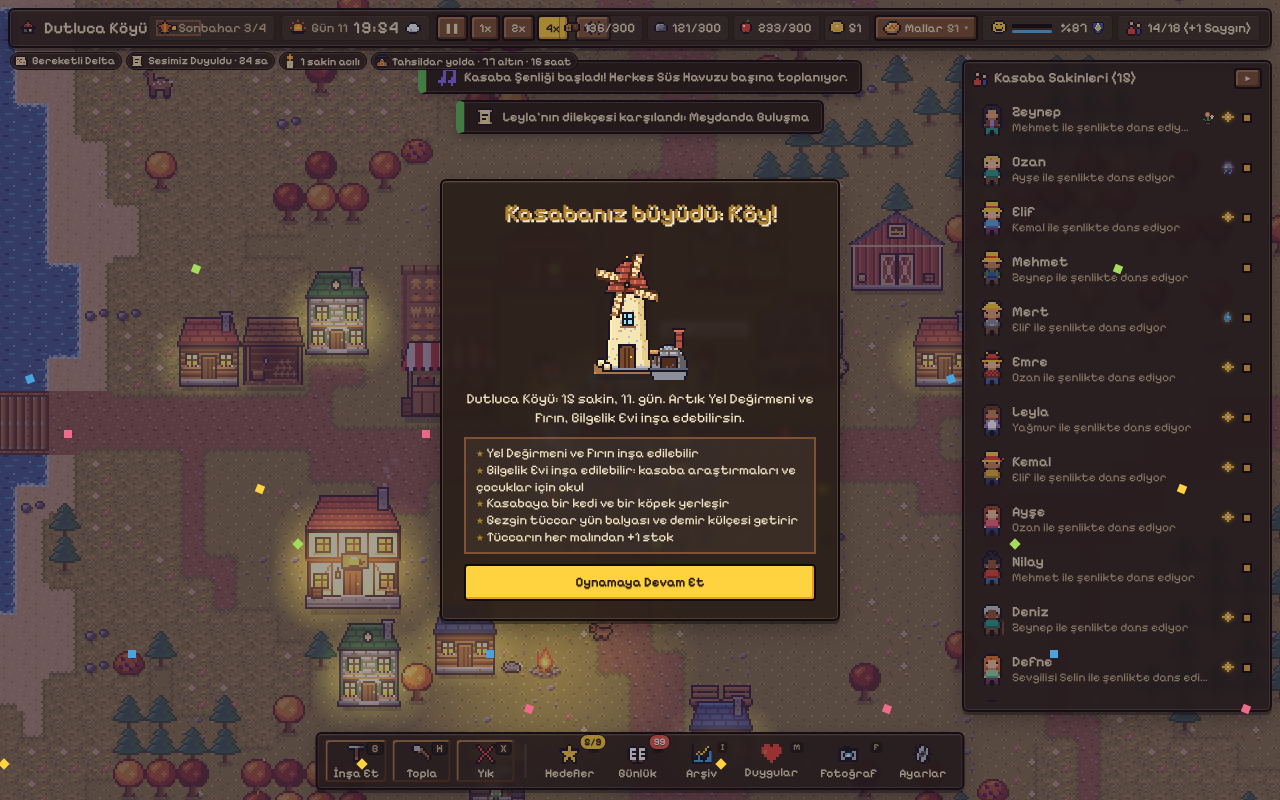 Dutluca Köyü
Sonbahar 3/4
Gün 11 19:24
1x
2x
4x
136/300
121/300
233/300
51
Mallar 51
%87
14/18 (+1 Saygın)
Bereketli Delta
Sesimiz Duyuldu · 24 sa
1 sakin acılı
Tahsildar yolda · 77 altın · 16 saat
Kasaba Şenliği başladı! Herkes Süs Havuzu başına toplanıyor.
Leyla'nın dilekçesi karşılandı: Meydanda Buluşma
Kasabanız büyüdü: Köy!
Dutluca Köyü: 15 sakin, 11. gün. Artık Yel Değirmeni ve
Fırın, Bilgelik Evi inşa edebilirsin.
★ Yel Değirmeni ve Fırın inşa edilebilir
★ Bilgelik Evi inşa edilebilir: kasaba araştırmaları ve
çocuklar için okul
★ Kasabaya bir kedi ve bir köpek yerleşir
★ Gezgin tüccar yün balyası ve demir külçesi getirir
★ Tüccarın her malından +1 stok
Oynamaya Devam Et
Kasaba Sakinleri (15)
Zeynep
Mehmet ile şenlikte dans ediy...
Ozan
Ayşe ile şenlikte dans ediyor
Elif
Kemal ile şenlikte dans ediyor
Mehmet
Zeynep ile şenlikte dans ediyor
Mert
Elif ile şenlikte dans ediyor
Emre
Ozan ile şenlikte dans ediyor
Leyla
Yağmur ile şenlikte dans ediyor
Kemal
Elif ile şenlikte dans ediyor
Ayşe
Ozan ile şenlikte dans ediyor
Nilay
Mehmet ile şenlikte dans ediyor
Deniz
Zeynep ile şenlikte dans ediyor
Defne
Sevgilisi Selin ile şenlikte dans edi...
İnşa Et
B
Topla
H
Yık
X
Hedefler
Günlük
99
Arşiv
I
Duygular
M
Fotoğraf
F
Ayarlar